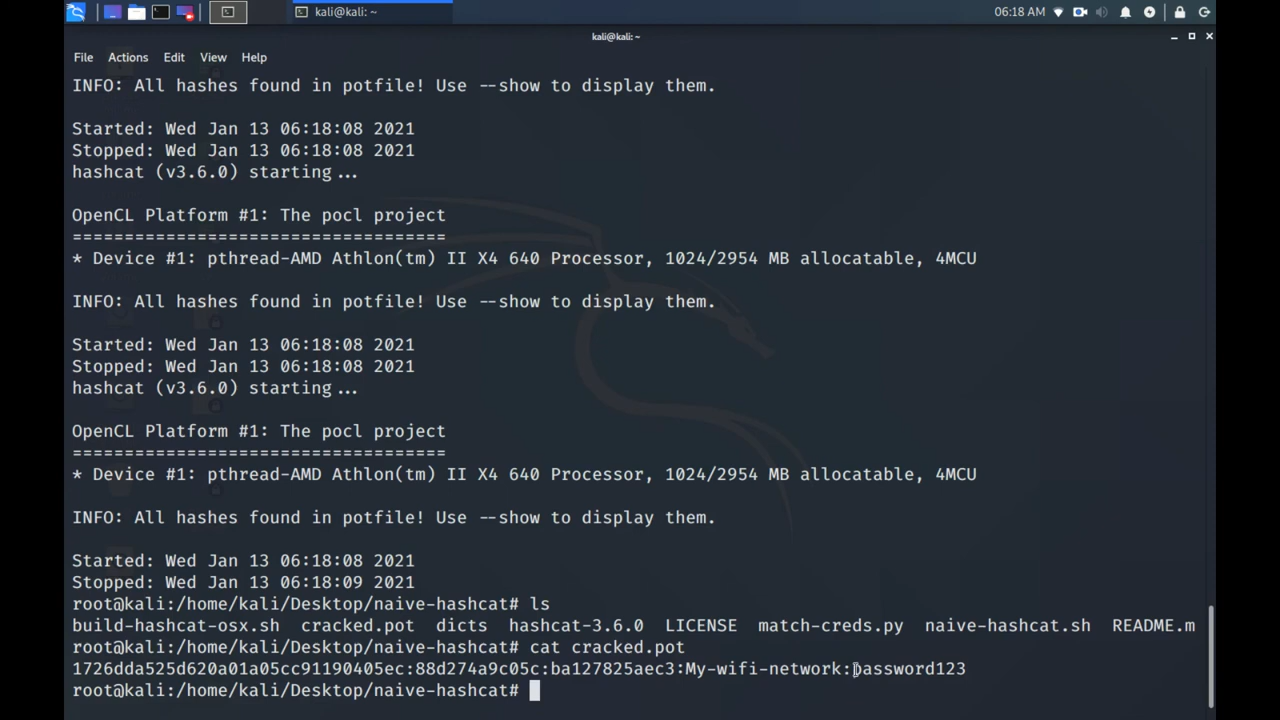 kali@kali: ~
06:18 AM
kali@kali: ~
File Actions Edit View Help
INFO: All hashes found in potfile! Use --show to display them.
Started: Wed Jan 13 06:18:08 2021
Stopped: Wed Jan 13 06:18:08 2021
hashcat (v3.6.0) starting...
OpenCL Platform #1: The pocl project
====================================
* Device #1: pthread-AMD Athlon(tm) II X4 640 Processor, 1024/2954 MB allocatable, 4MCU
INFO: All hashes found in potfile! Use --show to display them.
Started: Wed Jan 13 06:18:08 2021
Stopped: Wed Jan 13 06:18:08 2021
hashcat (v3.6.0) starting...
OpenCL Platform #1: The pocl project
====================================
* Device #1: pthread-AMD Athlon(tm) II X4 640 Processor, 1024/2954 MB allocatable, 4MCU
INFO: All hashes found in potfile! Use --show to display them.
Started: Wed Jan 13 06:18:08 2021
Stopped: Wed Jan 13 06:18:09 2021
root@kali:/home/kali/Desktop/naive-hashcat# ls
build-hashcat-osx.sh cracked.pot dicts hashcat-3.6.0 LICENSE match-creds.py naive-hashcat.sh README.m
root@kali:/home/kali/Desktop/naive-hashcat# cat cracked.pot
1726dda525d620a01a05cc91190405ec:88d274a9c05c:ba127825aec3:My-wifi-network:password123
root@kali:/home/kali/Desktop/naive-hashcat#